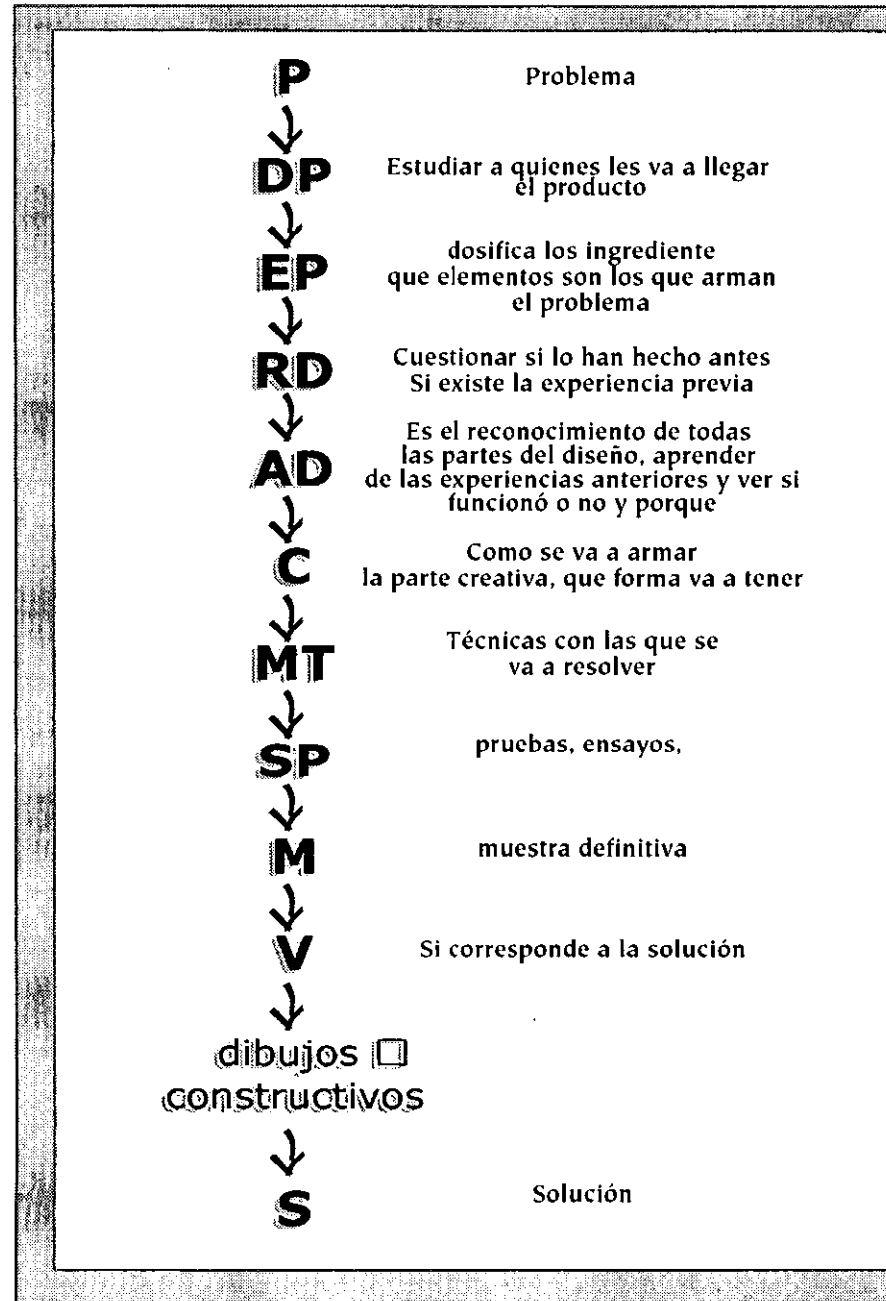 P
Problema
DP
Estudiar a quienes les va a llegar
el producto
EP
dosifica los ingrediente
que elementos son los que arman
el problema
RD
Cuestionar si lo han hecho antes
Si existe la experiencia previa
AD
Es el reconocimiento de todas
las partes del diseño, aprender
de las experiencias anteriores y ver si
funcionó o no y porque
C
Como se va a armar
la parte creativa, que forma va a tener
MT
Técnicas con las que se
va a resolver
SP
pruebas, ensayos,
M
muestra definitiva
V
Si corresponde a la solución
dibujos
constructivos
S
Solución